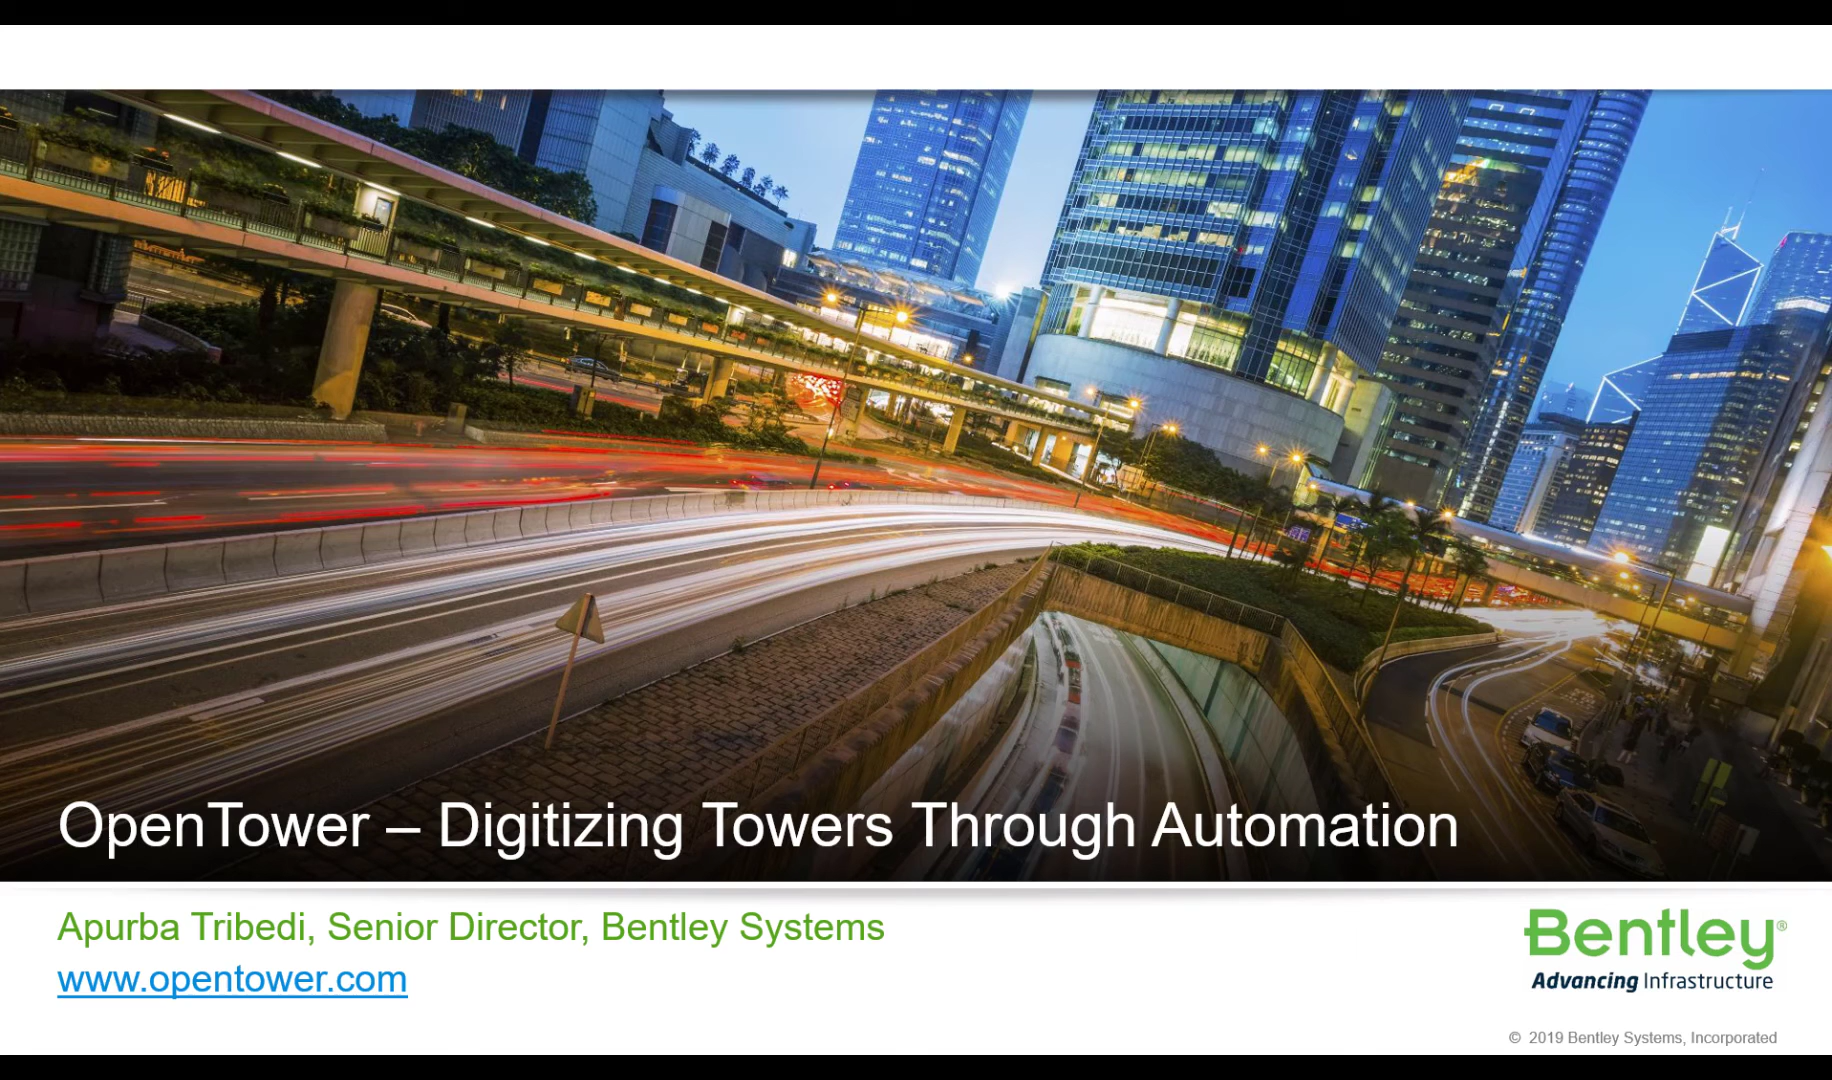 OpenTower – Digitizing Towers Through Automation
Apurba Tribedi, Senior Director, Bentley Systems
www.opentower.com
Bentley®
Advancing Infrastructure
© 2019 Bentley Systems, Incorporated